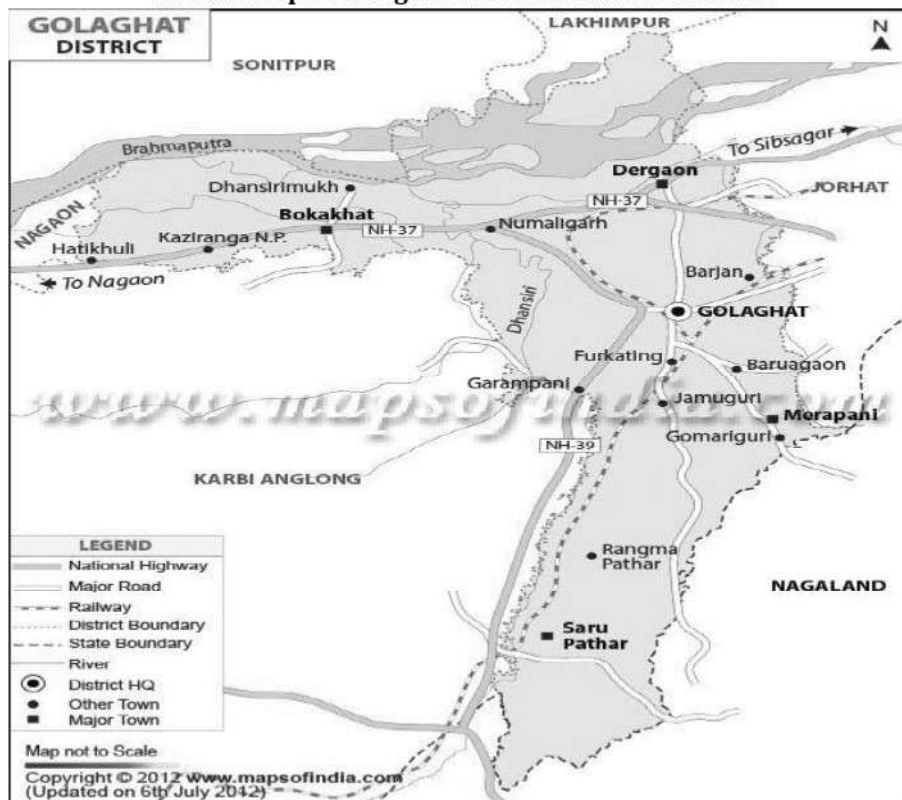 GOLAGHAT
DISTRICT
LAKHIMPUR
N
SONITPUR
Brahmaputra
To Sibsagar
Dergaon
Dhansirimukh
JORHAT
NAGAON
Bokakhat
NH-37
NH-37
Numaligarh
Hatikhuli
Kaziranga N.P.
To Nagaon
Barjan
Dhansiri
GOLAGHAT
Furkating
Baruagaon
Garampani
www.mapsofindia.com
Jamuguri
Merapani
Gomariguri
NH-39
KARBI ANGLONG
Rangma
Pathar
NAGALAND
Saru
Pathar
LEGEND
National Highway
Major Road
Railway
District Boundary
State Boundary
River
District HQ
Other Town
Major Town
Map not to Scale
Copyright © 2012 www.mapsofindia.com
(Updated on 6th July 2012)